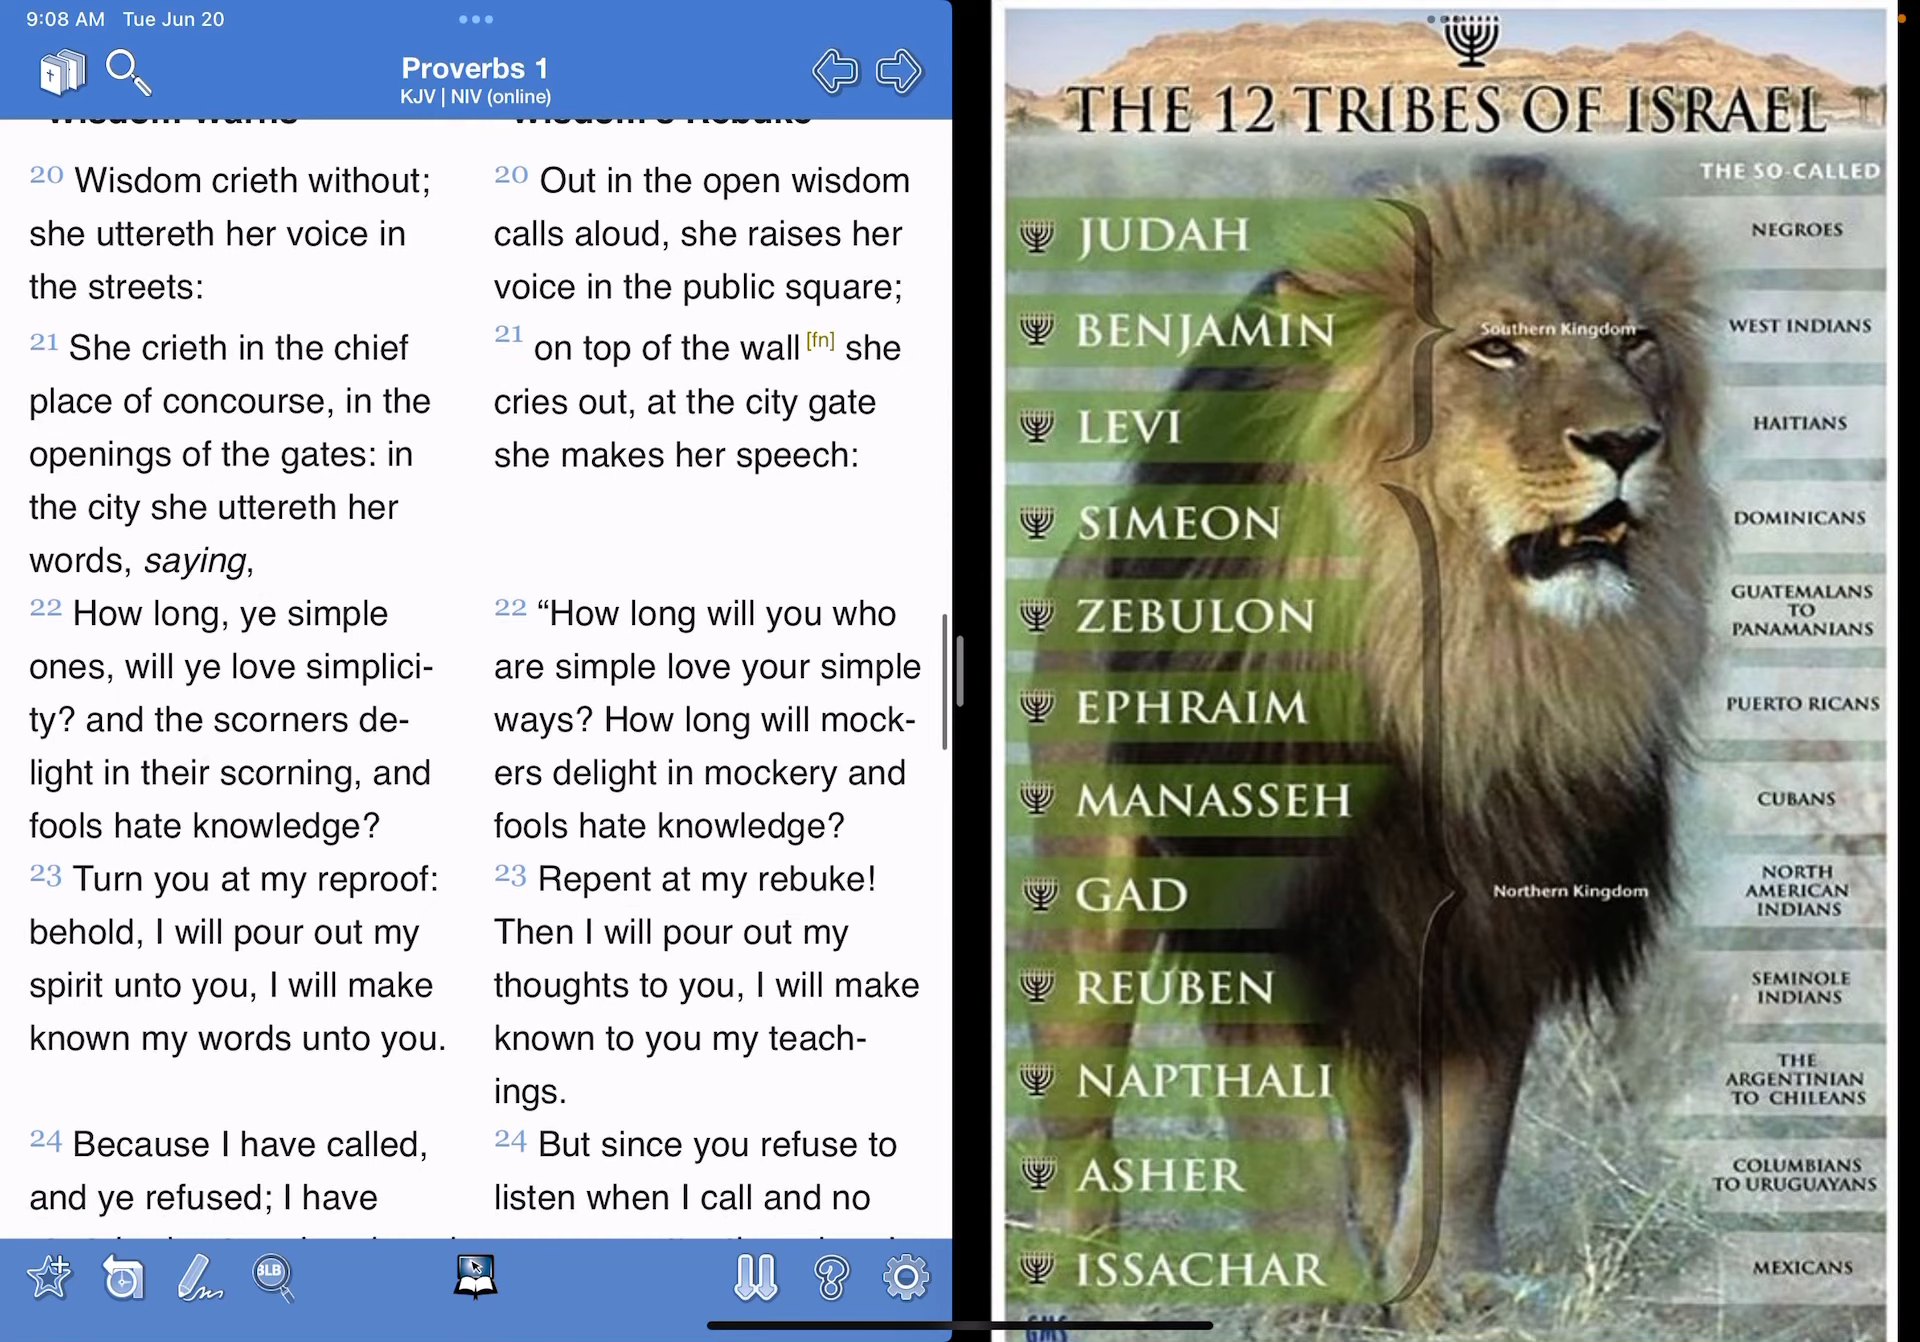 9:08 AM Tue Jun 20
Proverbs 1
KJV | NIV (online)
20 Wisdom crieth without;
she uttereth her voice in
the streets:
21 She crieth in the chief
place of concourse, in the
openings of the gates: in
the city she uttereth her
words, saying,
22 How long, ye simple
ones, will ye love simplici-
ty? and the scorners de-
light in their scorning, and
fools hate knowledge?
23 Turn you at my reproof:
behold, I will pour out my
spirit unto you, I will make
known my words unto you.
24 Because I have called,
and ye refused; I have
20 Out in the open wisdom
calls aloud, she raises her
voice in the public square;
21 on top of the wall [fn] she
cries out, at the city gate
she makes her speech:
22 “How long will you who
are simple love your simple
ways? How long will mock-
ers delight in mockery and
fools hate knowledge?
23 Repent at my rebuke!
Then I will pour out my
thoughts to you, I will make
known to you my teach-
ings.
24 But since you refuse to
listen when I call and no
BLB
THE 12 TRIBES OF ISRAEL
THE SO-CALLED
JUDAH
NEGROES
BENJAMIN
Southern Kingdom
WEST INDIANS
LEVI
HAITIANS
SIMEON
DOMINICANS
ZEBULON
GUATEMALANS
TO
PANAMANIANS
EPHRAIM
PUERTO RICANS
MANASSEH
CUBANS
GAD
Northern Kingdom
NORTH
AMERICAN
INDIANS
REUBEN
SEMINOLE
INDIANS
NAPTHALI
THE
ARGENTINIAN
TO CHILEANS
ASHER
COLUMBIANS
TO URUGUAYANS
ISSACHAR
MEXICANS
GMS